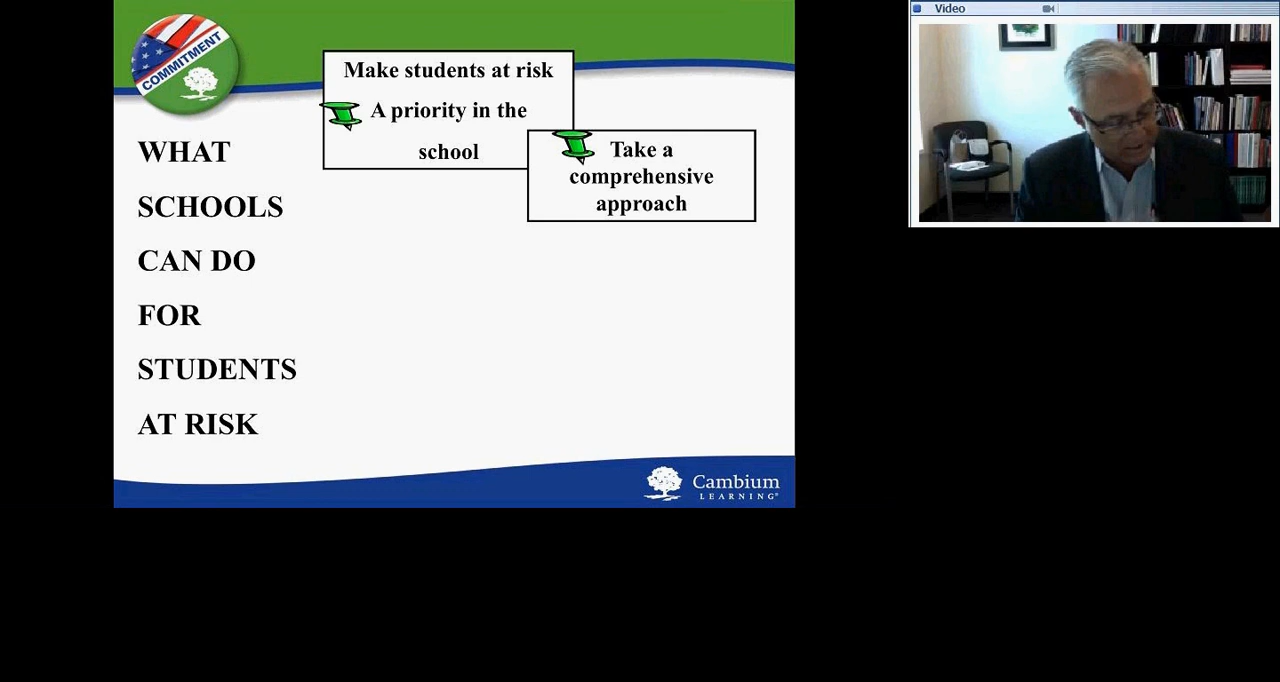 COMMITMENT
Make students at risk
A priority in the
school
Take a
comprehensive
approach
WHAT
SCHOOLS
CAN DO
FOR
STUDENTS
AT RISK
Cambium
LEARNING®
Video